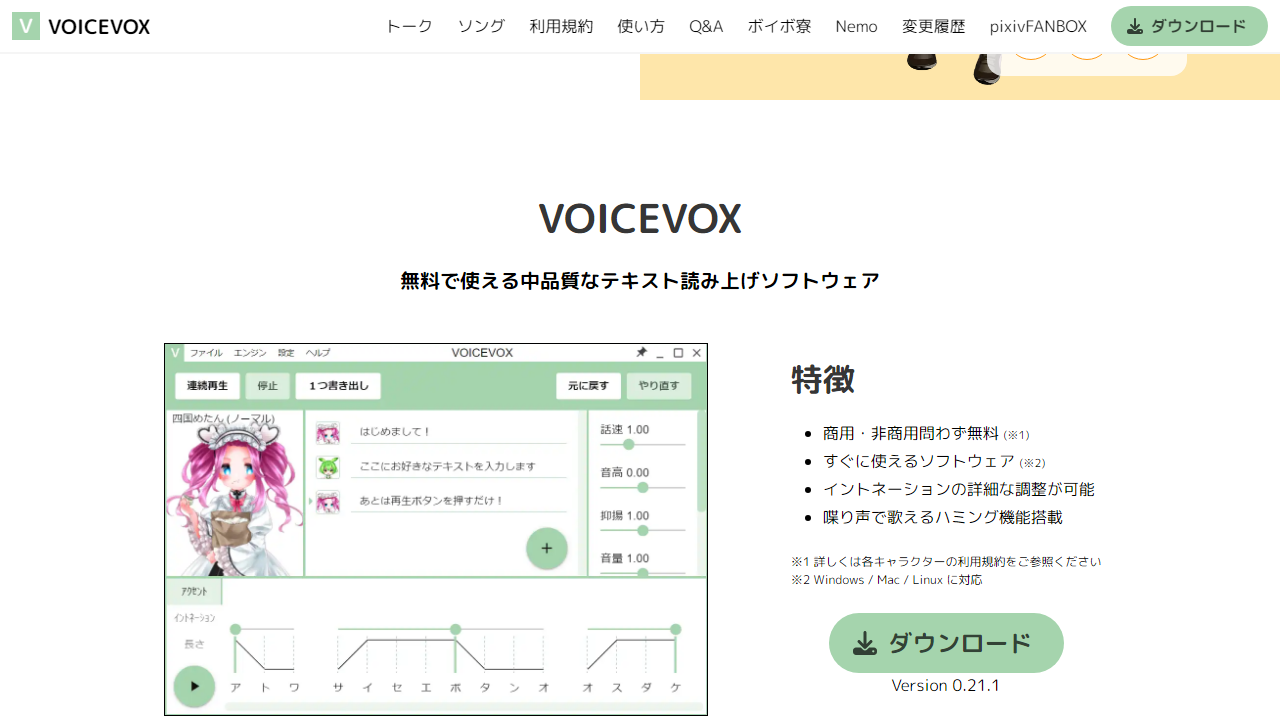 V VOICEVOX トーク ソング 利用規約 使い方 Q&A ボイボ寮 Nemo 変更履歴 pixivFANBOX ダウンロード
VOICEVOX
無料で使える中品質なテキスト読み上げソフトウェア
V ファイル エンジン 設定 ヘルプ VOICEVOX
連続再生 停止 1つ書き出し 元に戻す やり直す
四国めたん (ノーマル)
はじめまして！
ここにお好きなテキストを入力します
あとは再生ボタンを押すだけ！
話速 1.00
音高 0.00
抑揚 1.00
音量 1.00
アクセント
イントネーション
長さ
ア ト ワ サ イ セ エ ボ タ ン オ オ ス ダ ケ
特徴
商用・非商用問わず無料 (※1)
すぐに使えるソフトウェア (※2)
イントネーションの詳細な調整が可能
喋り声で歌えるハミング機能搭載
※1 詳しくは各キャラクターの利用規約をご参照ください
※2 Windows / Mac / Linux に対応
ダウンロード
Version 0.21.1